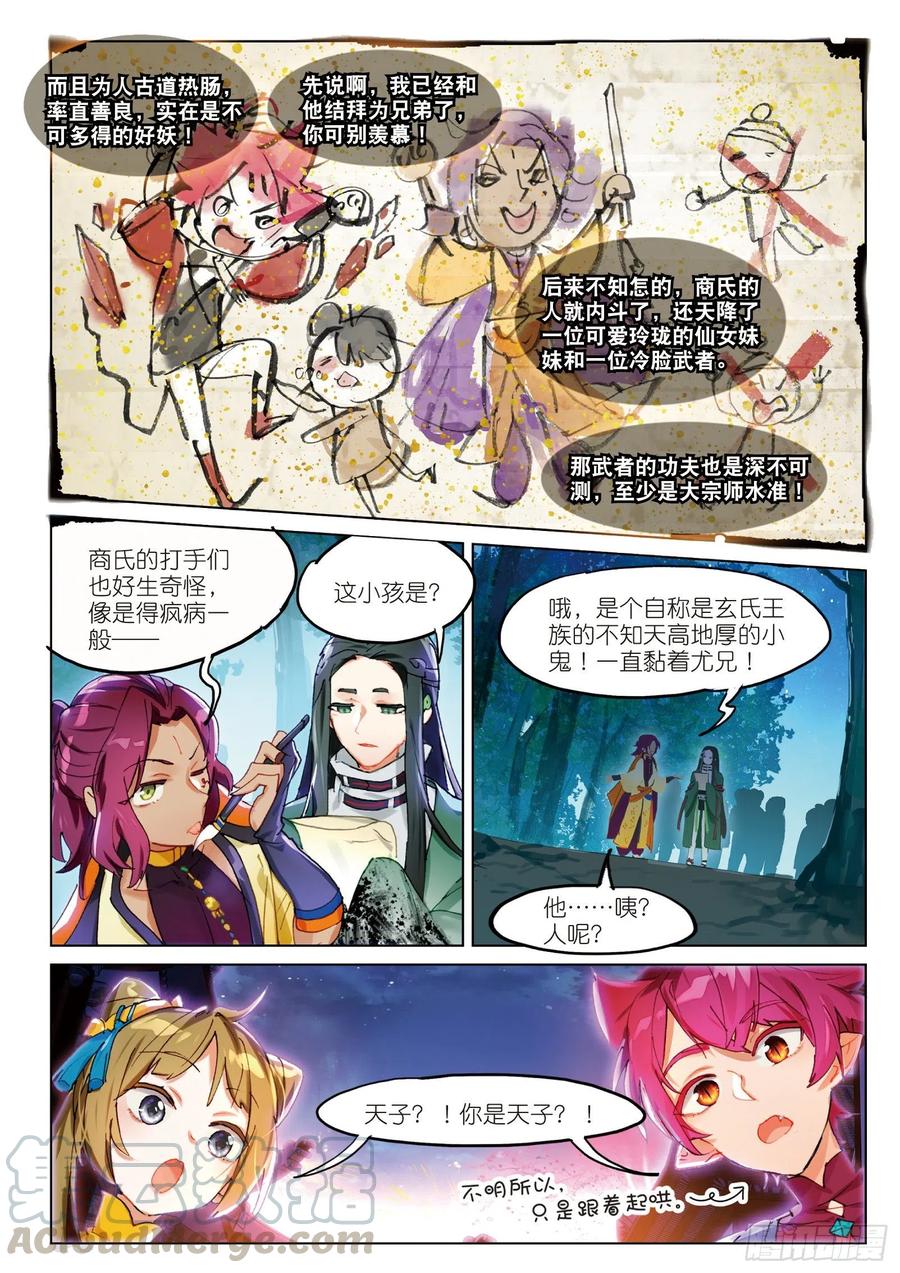 而且为人古道热肠，
率直善良，实在是不
可多得的好妖！
先说啊，我已经和
他结拜为兄弟了，
你可别羡慕！
后来不知怎的，商氏的
人就内斗了，还天降了
一位可爱玲珑的仙女妹
妹和一位冷脸武者。
那武者的功夫也是深不可
测，至少是大宗师水准！
商氏的打手们
也好生奇怪，
像是得疯病一
般——
这小孩是？
哦，是个自称是玄氏王
族的不知天高地厚的小
鬼！一直黏着尤兄！
他……咦？
人呢？
天子？！你是天子？！
不明所以，
只是跟着起哄。
集云数据
AcloudMerge.com
腾讯动漫